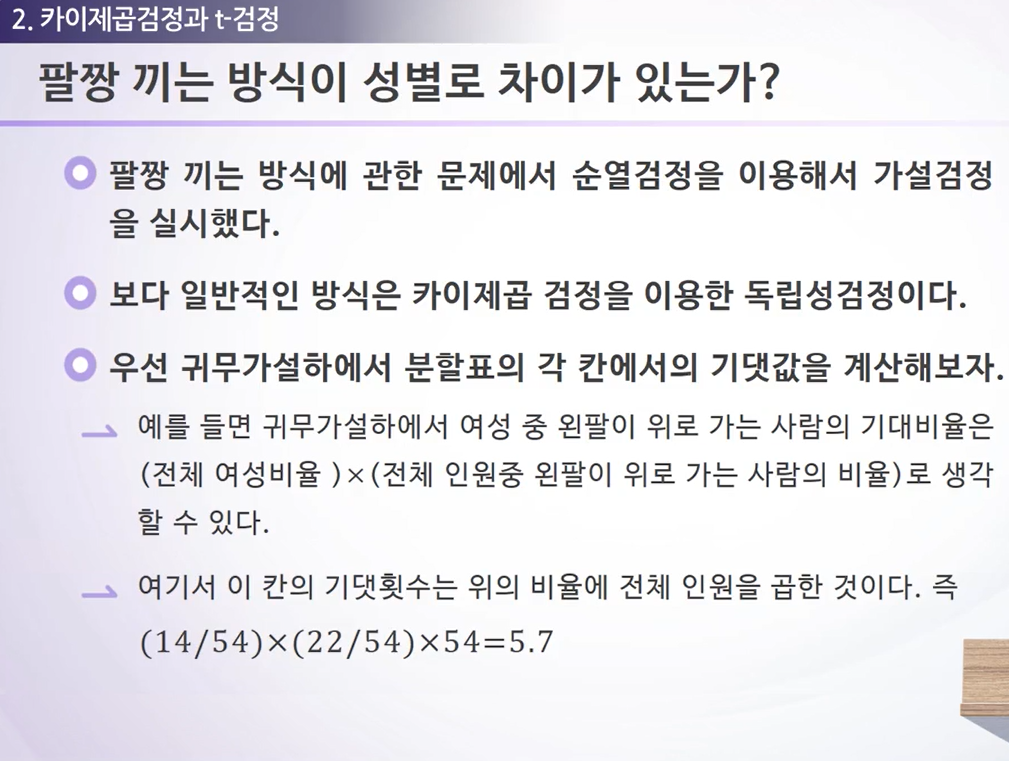 2. 카이제곱검정과 t-검정
팔짱 끼는 방식이 성별로 차이가 있는가?
팔짱 끼는 방식에 관한 문제에서 순열검정을 이용해서 가설검정
을 실시했다.
보다 일반적인 방식은 카이제곱 검정을 이용한 독립성검정이다.
우선 귀무가설하에서 분할표의 각 칸에서의 기댓값을 계산해보자.
예를 들면 귀무가설하에서 여성 중 왼팔이 위로 가는 사람의 기대비율은
(전체 여성비율 )×(전체 인원중 왼팔이 위로 가는 사람의 비율)로 생각
할 수 있다.
여기서 이 칸의 기댓횟수는 위의 비율에 전체 인원을 곱한 것이다. 즉
(14/54)×(22/54)×54=5.7